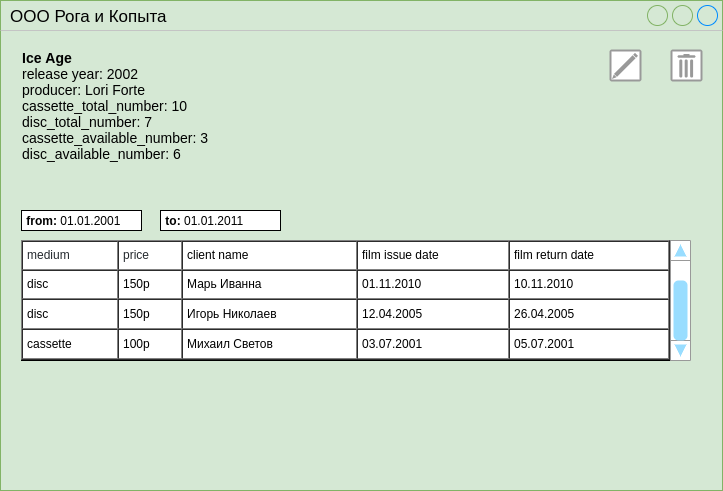 ООО Рога и Копыта
Ice Age
release year: 2002
producer: Lori Forte
cassette_total_number: 10
disc_total_number: 7
cassette_available_number: 3
disc_available_number: 6
from: 01.01.2001 to: 01.01.2011
medium price client name film issue date film return date
disc 150р Марь Иванна 01.11.2010 10.11.2010
disc 150р Игорь Николаев 12.04.2005 26.04.2005
cassette 100р Михаил Светов 03.07.2001 05.07.2001